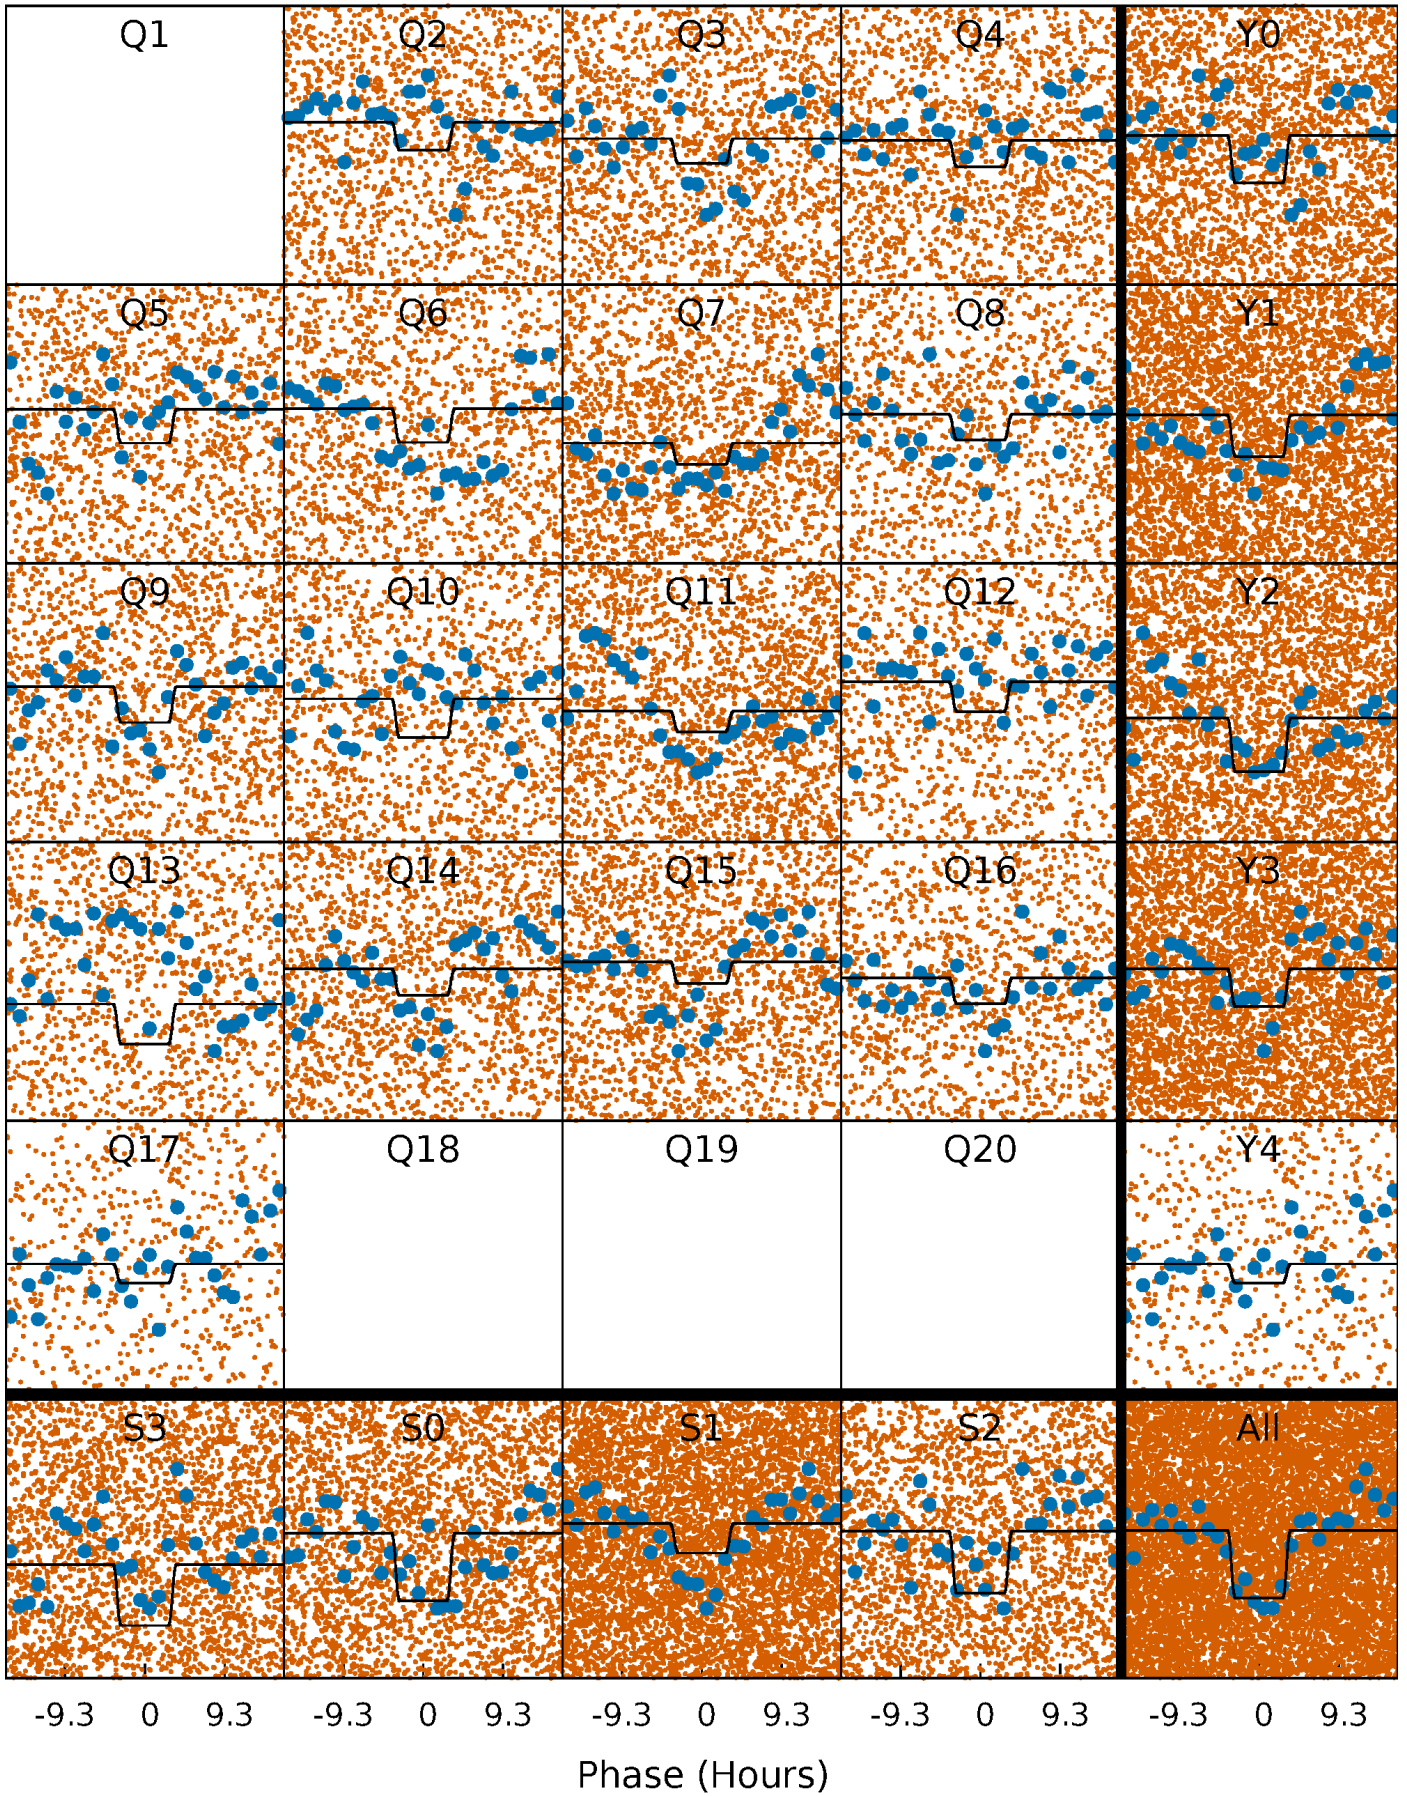 Q1 Q2 Q3 Q4 Y0
Q5 Q6 Q7 Q8 Y1
Q9 Q10 Q11 Q12 Y2
Q13 Q14 Q15 Q16 Y3
Q17 Q18 Q19 Q20 Y4
S3 S0 S1 S2 All
-9.3 0 9.3 -9.3 0 9.3 -9.3 0 9.3 -9.3 0 9.3 -9.3 0 9.3
Phase (Hours)